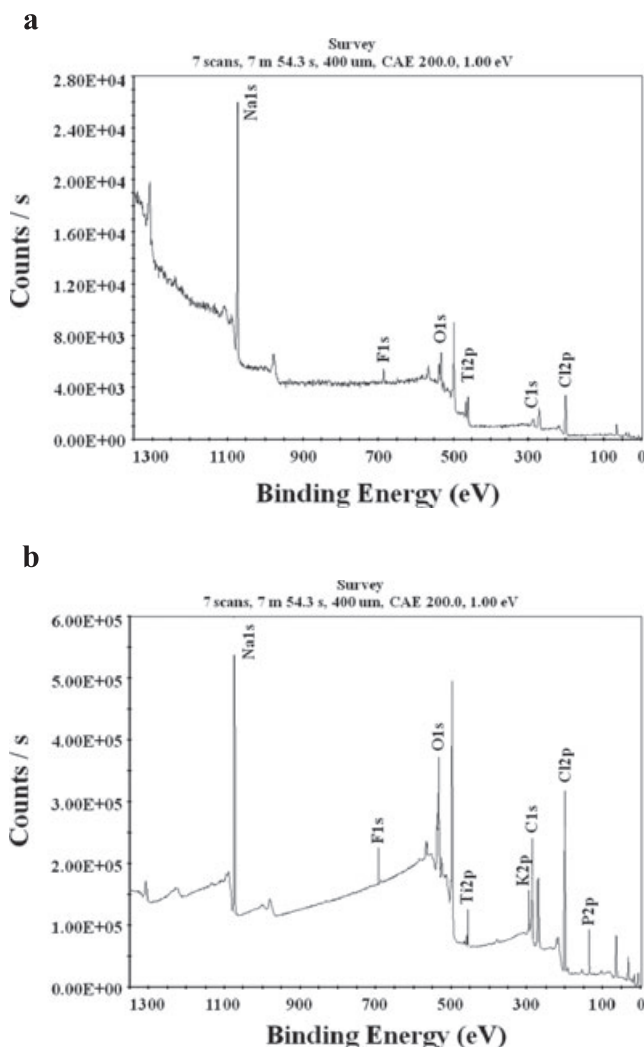 a
Survey
7 scans, 7 m 54.3 s, 400 um, CAE 200.0, 1.00 eV
2.80E+04
2.40E+04
2.00E+04
1.60E+04
1.20E+04
8.00E+03
4.00E+03
0.00E+00
Counts / s
Na1s
F1s
O1s
Ti2p
C1s
Cl2p
1300 1100 900 700 500 300 100 0
Binding Energy (eV)
b
Survey
7 scans, 7 m 54.3 s, 400 um, CAE 200.0, 1.00 eV
6.00E+05
5.00E+05
4.00E+05
3.00E+05
2.00E+05
1.00E+05
0.00E+00
Counts / s
Na1s
F1s
O1s
Ti2p
K2p
C1s
Cl2p
P2p
1300 1100 900 700 500 300 100 0
Binding Energy (eV)